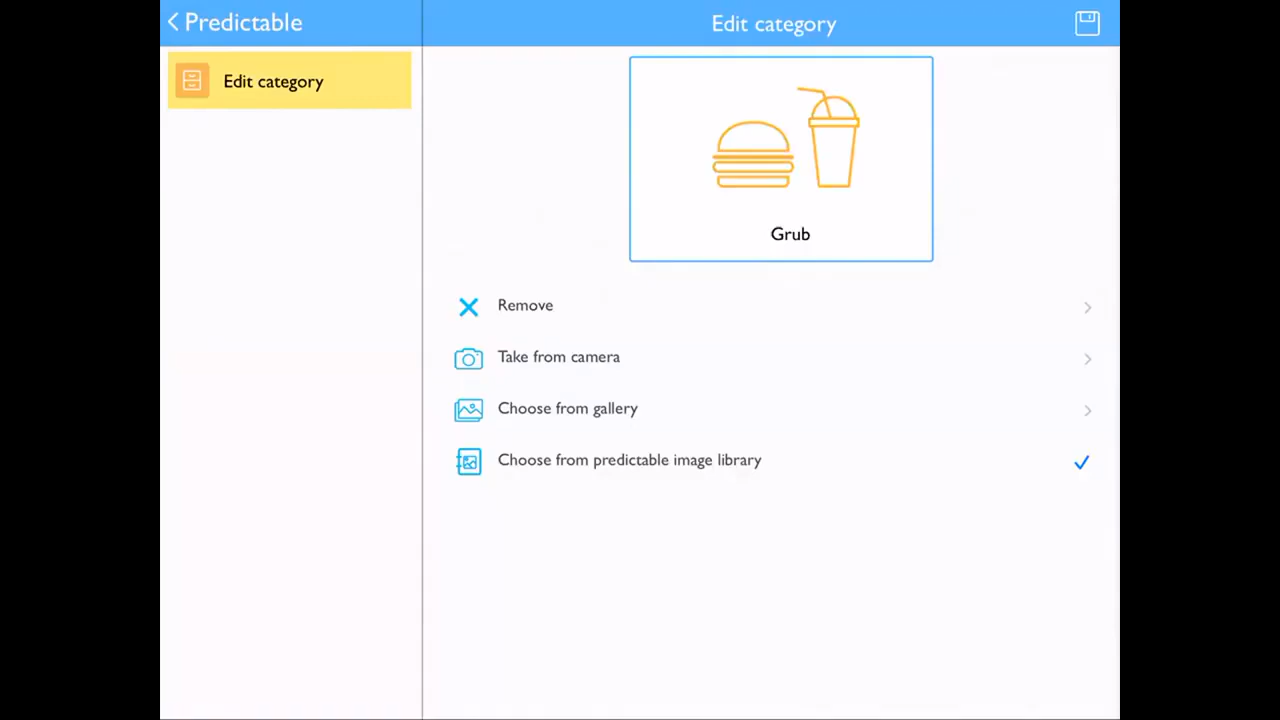 Predictable
Edit category
Edit category
Grub
Remove
Take from camera
Choose from gallery
Choose from predictable image library